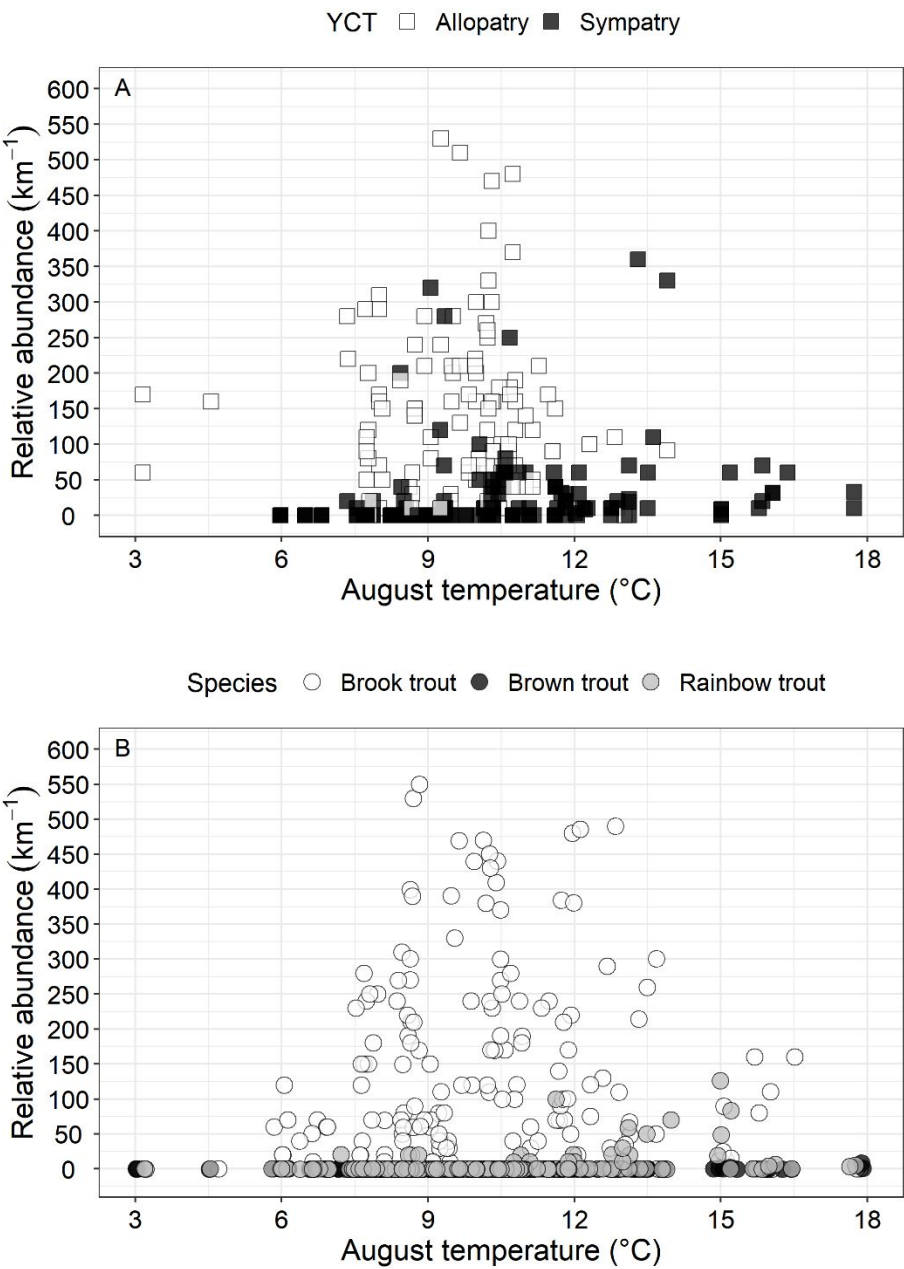 YCT Allopatry Sympatry
A
600
550
500
450
400
350
300
250
200
150
100
50
0
Relative abundance (km⁻¹)
3 6 9 12 15 18
August temperature (°C)
Species Brook trout Brown trout Rainbow trout
B
600
550
500
450
400
350
300
250
200
150
100
50
0
Relative abundance (km⁻¹)
3 6 9 12 15 18
August temperature (°C)